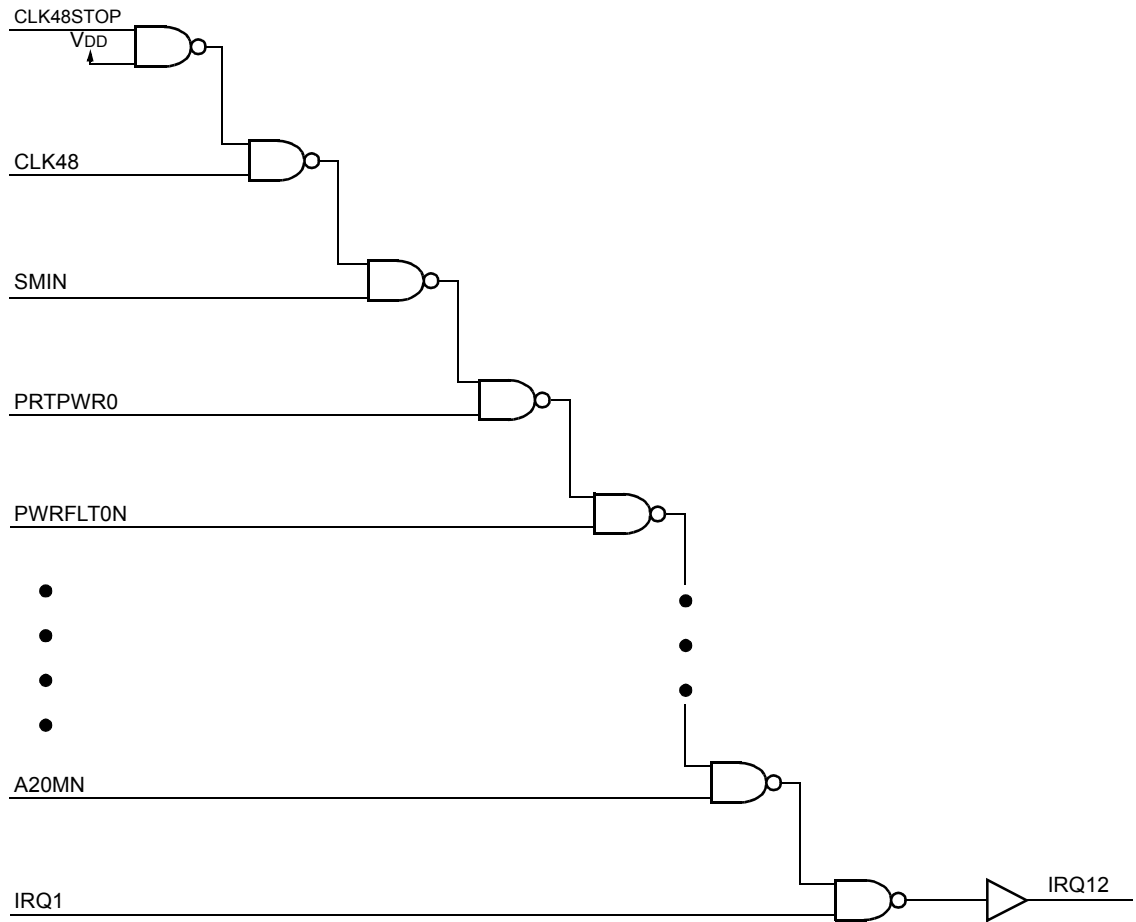 CLK48STOP
VDD
CLK48
SMIN
PRTPWR0
PWRFLT0N
A20MN
IRQ12
IRQ1